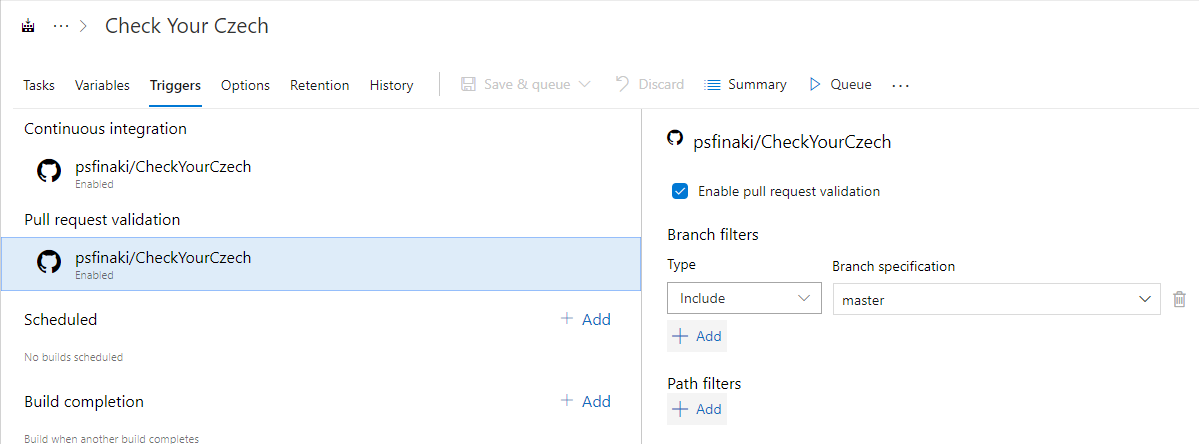 ··· Check Your Czech
Tasks Variables Triggers Options Retention History Save & queue Discard Summary Queue ...
Continuous integration
psfinaki/CheckYourCzech
Enabled
Pull request validation
psfinaki/CheckYourCzech
Enabled
Scheduled + Add
No builds scheduled
Build completion + Add
Build when another build completes
psfinaki/CheckYourCzech
Enable pull request validation
Branch filters
Type Branch specification
Include master
+ Add
Path filters
+ Add